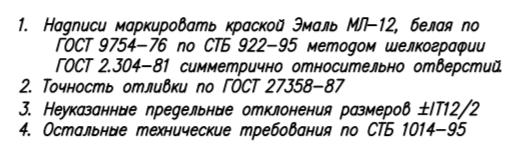 1. Надписи маркировать краской Эмаль МЛ–12, белая по
ГОСТ 9754–76 по СТБ 922–95 методом шелкографии
ГОСТ 2.304–81 симметрично относительно отверстий
2. Точность отливки по ГОСТ 27358–87
3. Неуказанные предельные отклонения размеров ±IT12/2
4. Остальные технические требования по СТБ 1014–95